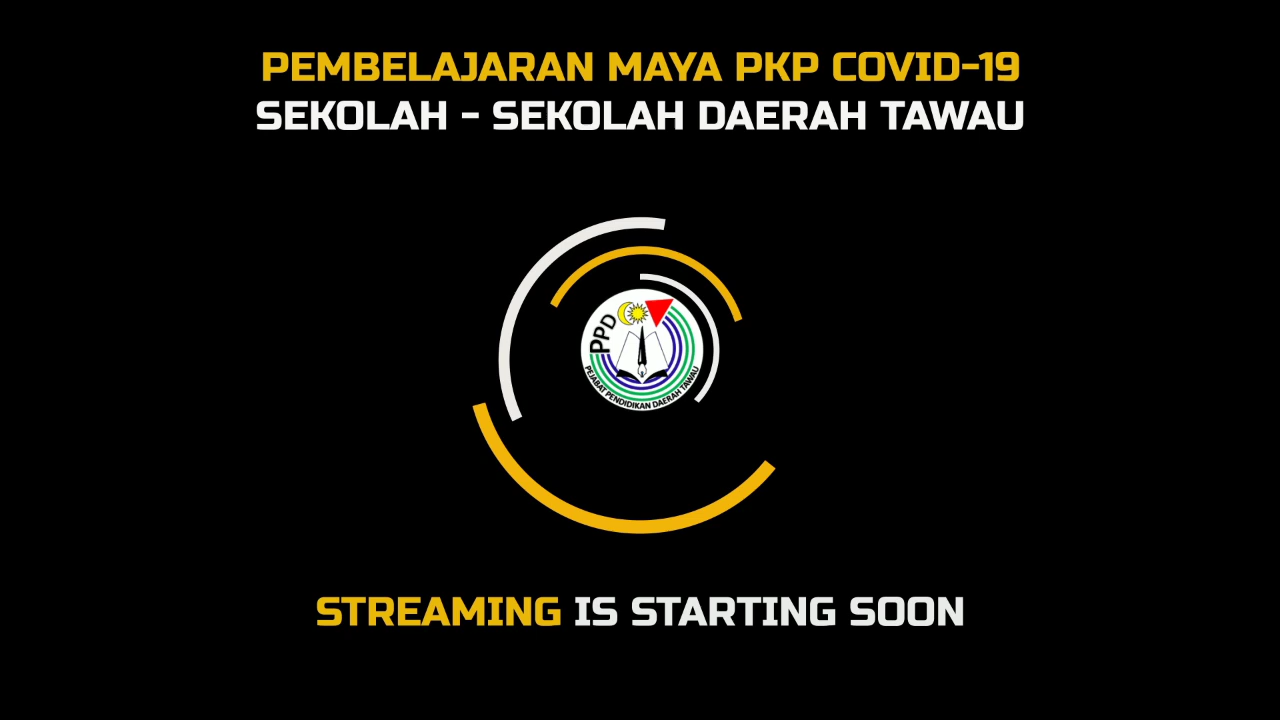 PEMBELAJARAN MAYA PKP COVID-19
SEKOLAH - SEKOLAH DAERAH TAWAU
PPD
PEJABAT PENDIDIKAN DAERAH TAWAU
STREAMING IS STARTING SOON